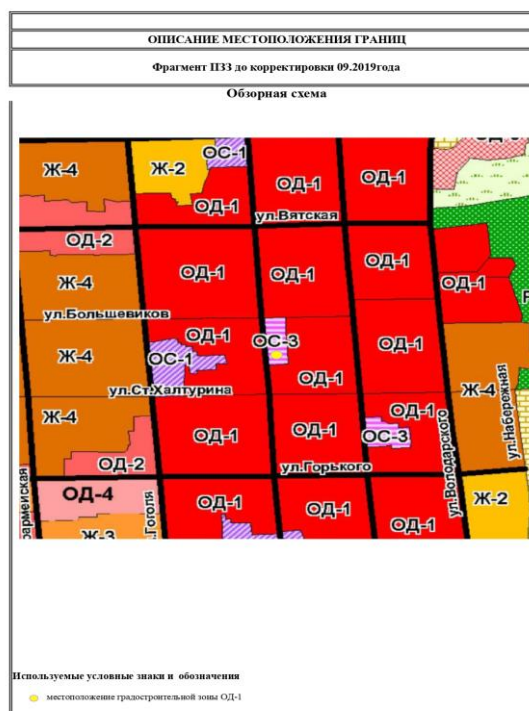 ОПИСАНИЕ МЕСТОПОЛОЖЕНИЯ ГРАНИЦ
Фрагмент ПЗЗ до корректировки 09.2019года
Обзорная схема
Ж-4
Ж-2
ОС-1
ОД-1
ОД-1
ОД-1
ул.Вятская
ОД-2
ОД-1
ОД-1
ОД-1
Ж-4
ОД-1
ул.Большевиков
ОД-1
ОС-3
ОД-1
Ж-4
ОС-1
ОД-1
ул.Ст.Халтурина
Ж-4
ул.Набережная
Ж-4
ОД-1
ОД-1
ОД-1
ОС-3
ул.Володарского
ОД-2
ул.Горького
ОД-4
ОД-1
ОД-1
ОД-1
Ж-2
Ж-3
Гоголя
местоположение
Используемые условные знаки и обозначения
местоположение градостроительной зоны ОД-1